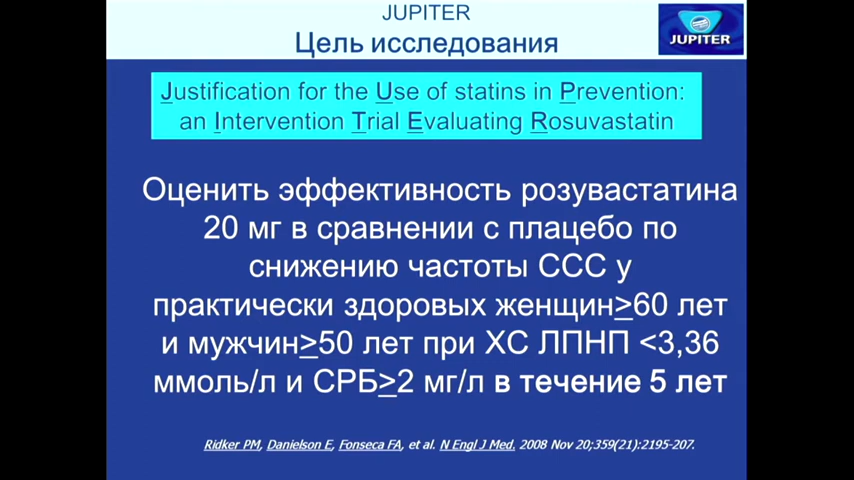 JUPITER
Цель исследования
JUPITER
Justification for the Use of statins in Prevention:
an Intervention Trial Evaluating Rosuvastatin
Оценить эффективность розувастатина
20 мг в сравнении с плацебо по
снижению частоты ССС у
практически здоровых женщин≥60 лет
и мужчин≥50 лет при ХС ЛПНП <3,36
ммоль/л и СРБ≥2 мг/л в течение 5 лет
Ridker PM, Danielson E, Fonseca FA, et al. N Engl J Med. 2008 Nov 20;359(21):2195-207.